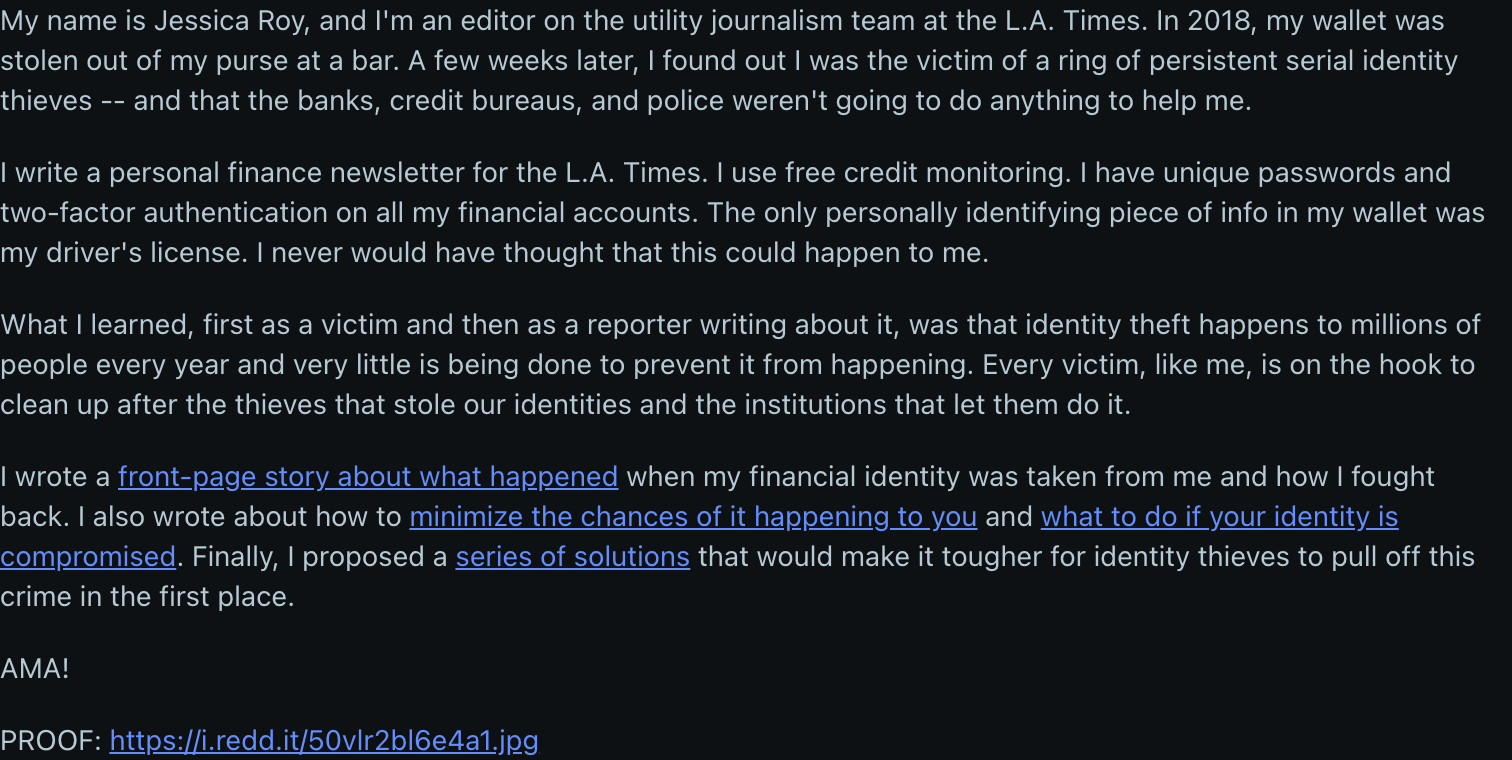 My name is Jessica Roy, and I'm an editor on the utility journalism team at the L.A. Times. In 2018, my wallet was
stolen out of my purse at a bar. A few weeks later, I found out I was the victim of a ring of persistent serial identity
thieves -- and that the banks, credit bureaus, and police weren't going to do anything to help me.
I write a personal finance newsletter for the L.A. Times. I use free credit monitoring. I have unique passwords and
two-factor authentication on all my financial accounts. The only personally identifying piece of info in my wallet was
my driver's license. I never would have thought that this could happen to me.
What I learned, first as a victim and then as a reporter writing about it, was that identity theft happens to millions of
people every year and very little is being done to prevent it from happening. Every victim, like me, is on the hook to
clean up after the thieves that stole our identities and the institutions that let them do it.
I wrote a front-page story about what happened when my financial identity was taken from me and how I fought
back. I also wrote about how to minimize the chances of it happening to you and what to do if your identity is
compromised. Finally, I proposed a series of solutions that would make it tougher for identity thieves to pull off this
crime in the first place.
AMA!
PROOF: https://i.redd.it/50vlr2bl6e4a1.jpg